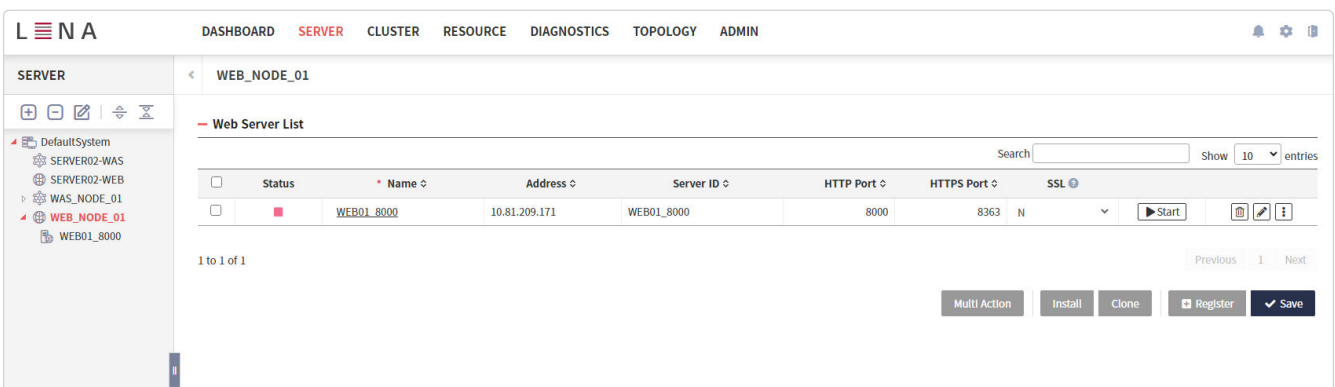 LENA
DASHBOARD SERVER CLUSTER RESOURCE DIAGNOSTICS TOPOLOGY ADMIN
SERVER
WEB_NODE_01
DefaultSystem
SERVER02-WAS
SERVER02-WEB
WAS_NODE_01
WEB_NODE_01
WEB01_8000
Web Server List
Search Show 10 entries
Status * Name Address Server ID HTTP Port HTTPS Port SSL ?
WEB01_8000 10.81.209.171 WEB01_8000 8000 8363 N Start
1 to 1 of 1
Previous 1 Next
Multi Action Install Clone Register Save